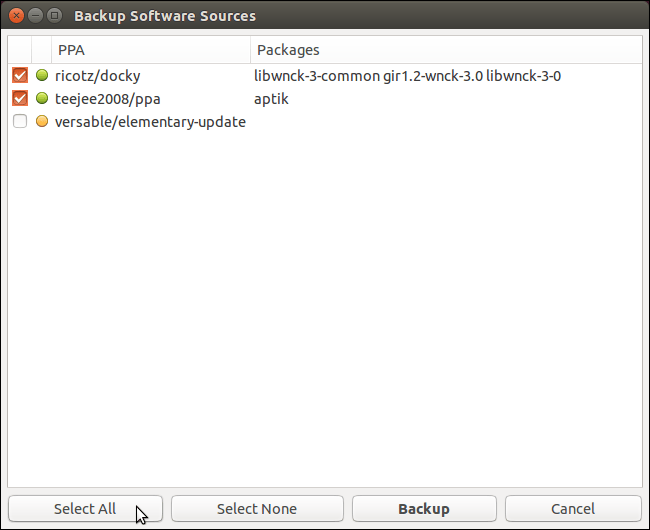 Backup Software Sources
PPA Packages
ricotz/docky libwnck-3-common gir1.2-wnck-3.0 libwnck-3-0
teejee2008/ppa aptik
versable/elementary-update
Select All Select None Backup Cancel